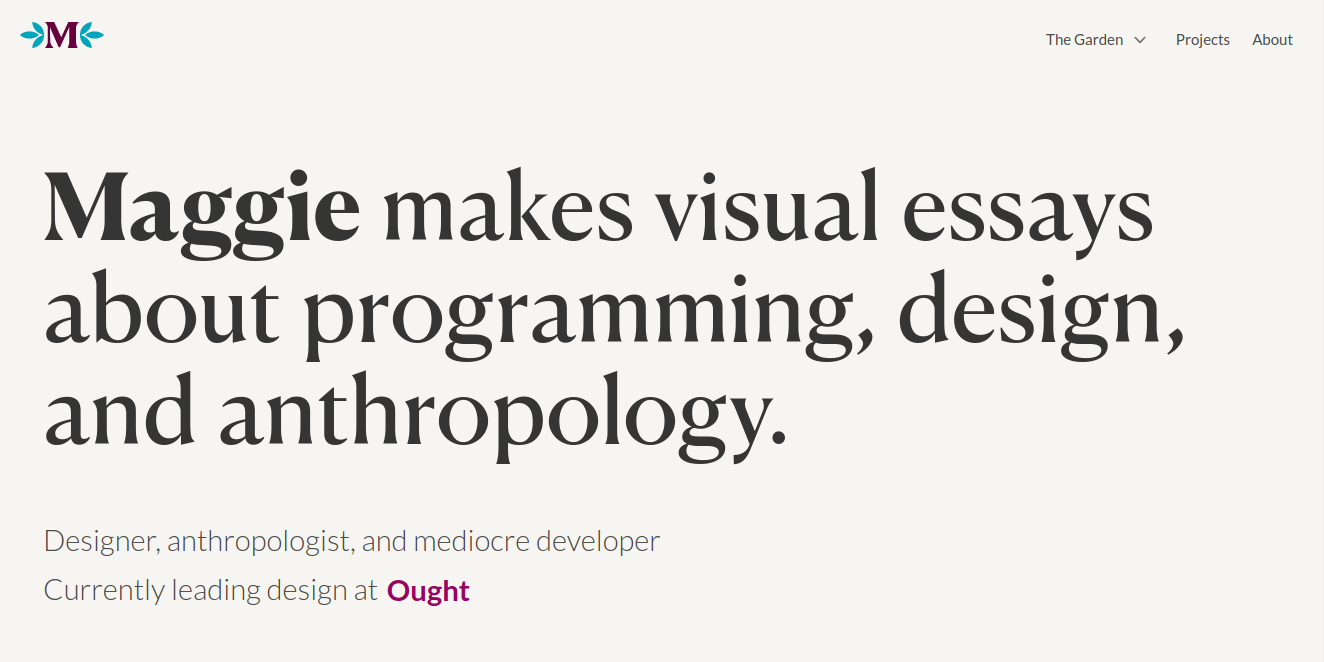 M
The Garden
Projects
About
Maggie makes visual essays
about programming, design,
and anthropology.
Designer, anthropologist, and mediocre developer
Currently leading design at Ought